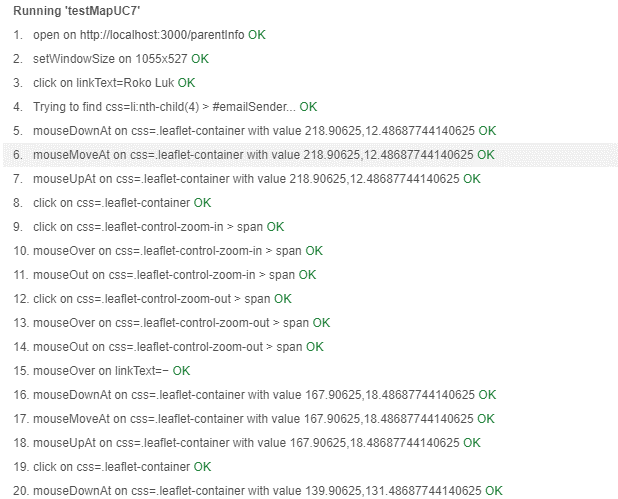 Running 'testMapUC7'
1. open on http://localhost:3000/parentInfo OK
2. setWindowSize on 1055x527 OK
3. click on linkText=Roko Luk OK
4. Trying to find css=li:nth-child(4) > #emailSender... OK
5. mouseDownAt on css=.leaflet-container with value 218.90625,12.48687744140625 OK
6. mouseMoveAt on css=.leaflet-container with value 218.90625,12.48687744140625 OK
7. mouseUpAt on css=.leaflet-container with value 218.90625,12.48687744140625 OK
8. click on css=.leaflet-container OK
9. click on css=.leaflet-control-zoom-in > span OK
10. mouseOver on css=.leaflet-control-zoom-in > span OK
11. mouseOut on css=.leaflet-control-zoom-in > span OK
12. click on css=.leaflet-control-zoom-out > span OK
13. mouseOver on css=.leaflet-control-zoom-out > span OK
14. mouseOut on css=.leaflet-control-zoom-out > span OK
15. mouseOver on linkText=− OK
16. mouseDownAt on css=.leaflet-container with value 167.90625,18.48687744140625 OK
17. mouseMoveAt on css=.leaflet-container with value 167.90625,18.48687744140625 OK
18. mouseUpAt on css=.leaflet-container with value 167.90625,18.48687744140625 OK
19. click on css=.leaflet-container OK
20. mouseDownAt on css=.leaflet-container with value 139.90625,131.48687744140625 OK